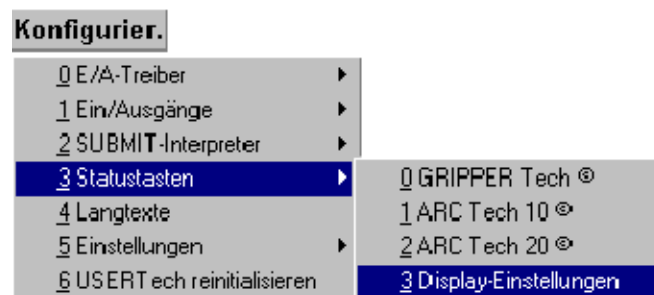 Konfigurier.
0 E/A-Treiber
1 Ein/Ausgänge
2 SUBMIT-Interpreter
3 Statustasten
4 Langtexte
5 Einstellungen
6 USERTech reinitialisieren
0 GRIPPER Tech ©
1 ARC Tech 10 ©
2 ARC Tech 20 ©
3 Display-Einstellungen